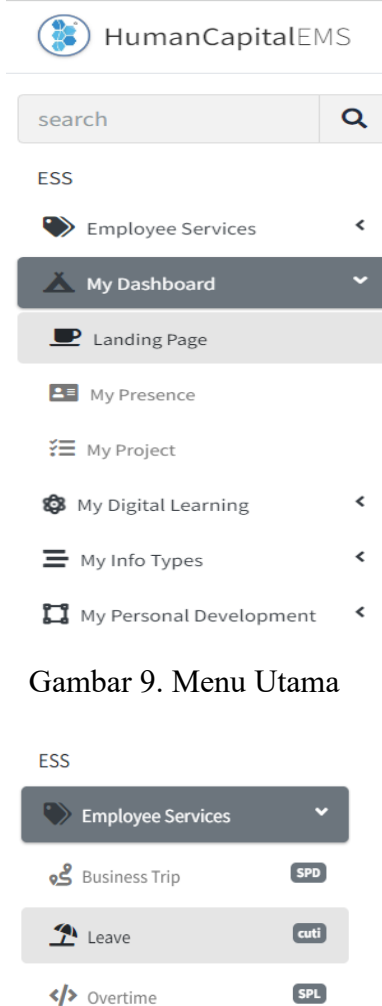 HumanCapitalEMS
search
ESS
Employee Services
My Dashboard
Landing Page
My Presence
My Project
My Digital Learning
My Info Types
My Personal Development
Gambar 9. Menu Utama
ESS
Employee Services
Business Trip SPD
Leave cuti
Overtime SPL